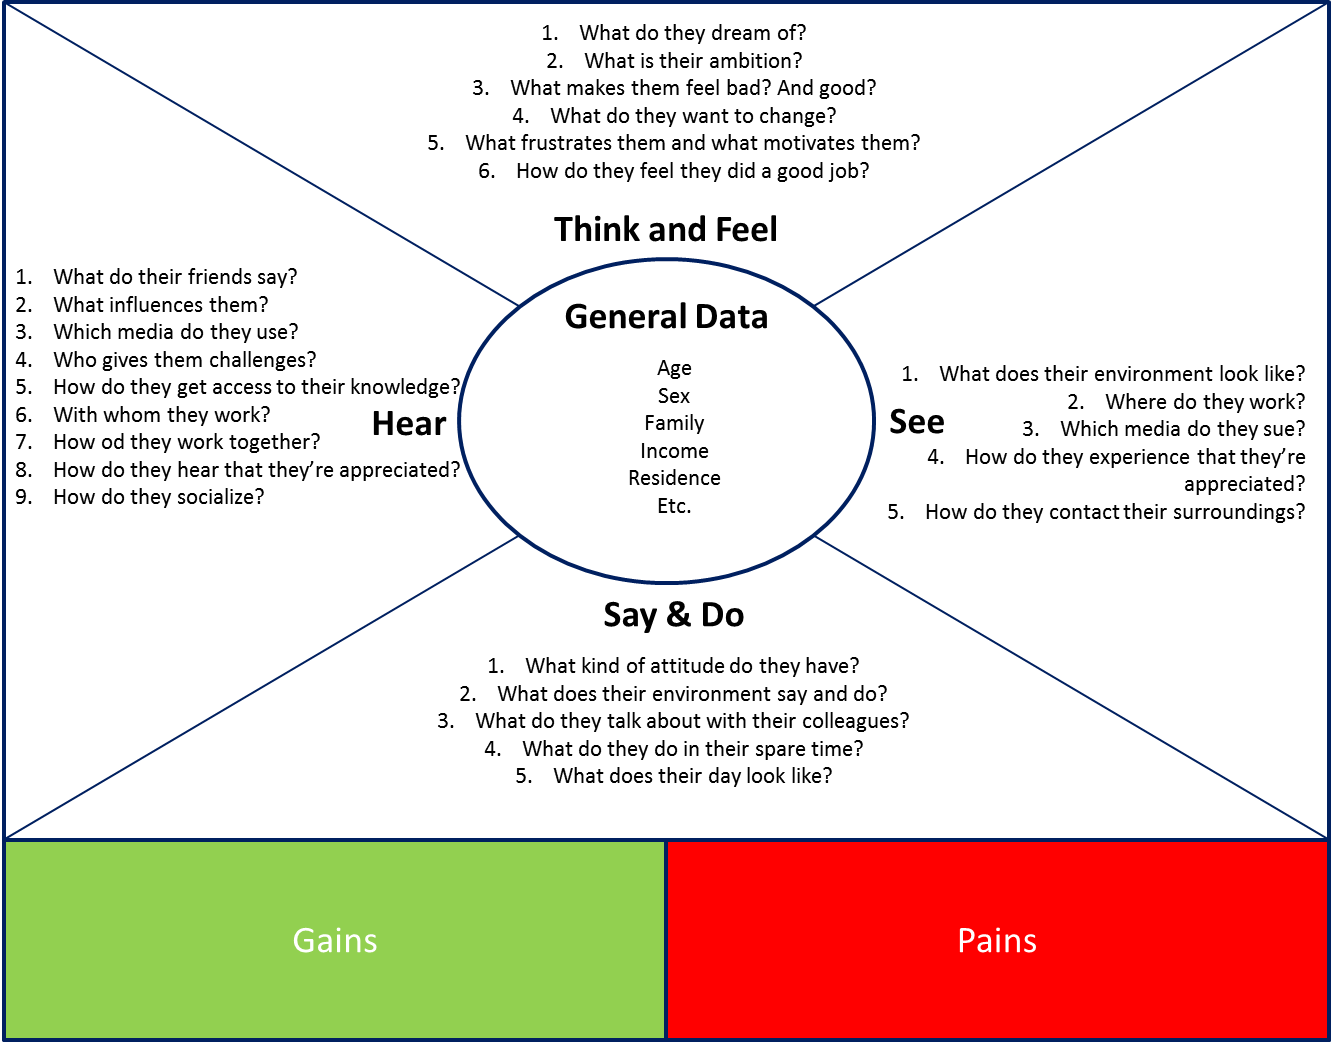 1. What do they dream of?
2. What is their ambition?
3. What makes them feel bad? And good?
4. What do they want to change?
5. What frustrates them and what motivates them?
6. How do they feel they did a good job?
Think and Feel
1. What do their friends say?
2. What influences them?
3. Which media do they use?
4. Who gives them challenges?
5. How do they get access to their knowledge?
6. With whom they work?
7. How od they work together?
8. How do they hear that they’re appreciated?
9. How do they socialize?
Hear
General Data
Age
Sex
Family
Income
Residence
Etc.
See
1. What does their environment look like?
2. Where do they work?
3. Which media do they sue?
4. How do they experience that they’re
appreciated?
5. How do they contact their surroundings?
Say & Do
1. What kind of attitude do they have?
2. What does their environment say and do?
3. What do they talk about with their colleagues?
4. What do they do in their spare time?
5. What does their day look like?
Gains
Pains